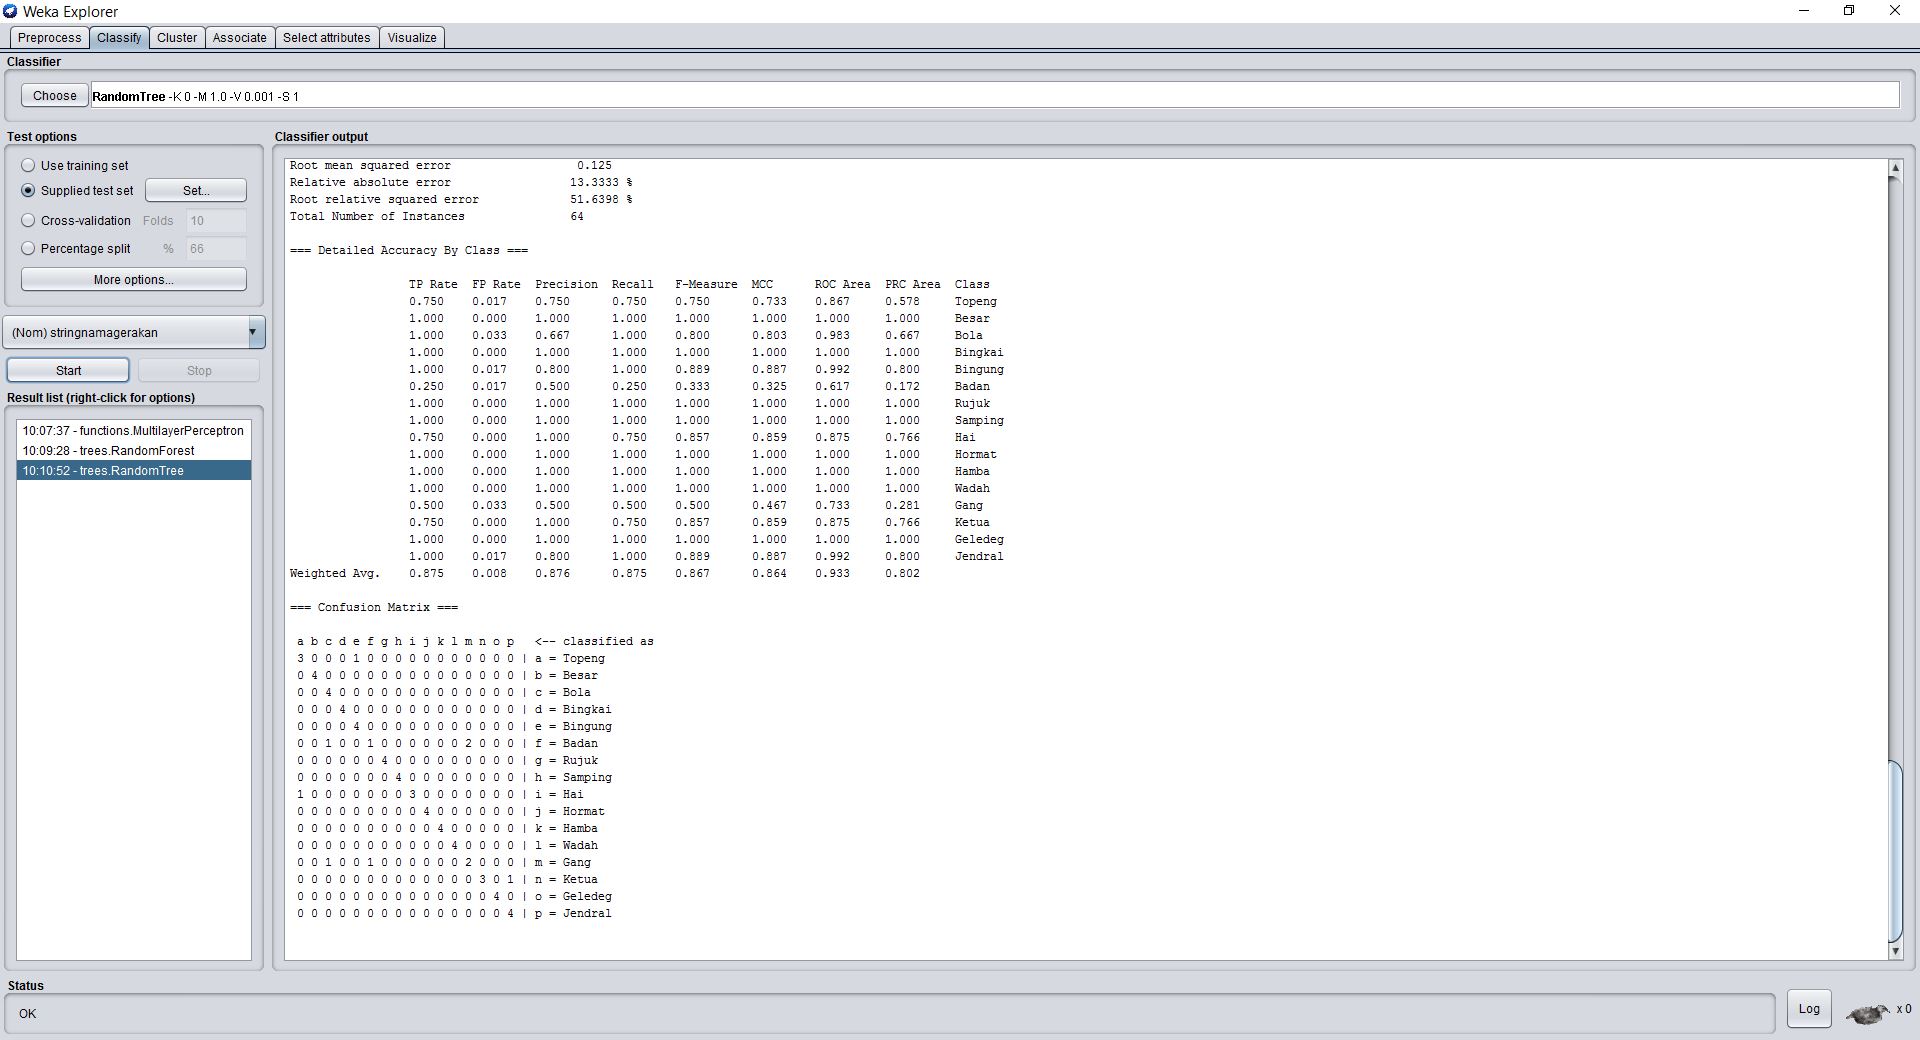 Weka Explorer
Preprocess Classify Cluster Associate Select attributes Visualize
Classifier
Choose RandomTree -K 0 -M 1.0 -V 0.001 -S 1
Test options
Use training set
Supplied test set Set...
Cross-validation Folds 10
Percentage split % 66
More options...
(Nom) stringnamagerakan
Start Stop
Result list (right-click for options)
10:07:37 - functions.MultilayerPerceptron
10:09:28 - trees.RandomForest
10:10:52 - trees.RandomTree
Classifier output
Root mean squared error 0.125
Relative absolute error 13.3333 %
Root relative squared error 51.6398 %
Total Number of Instances 64
=== Detailed Accuracy By Class ===
TP Rate FP Rate Precision Recall F-Measure MCC ROC Area PRC Area Class
0.750 0.017 0.750 0.750 0.750 0.733 0.867 0.578 Topeng
1.000 0.000 1.000 1.000 1.000 1.000 1.000 1.000 Besar
1.000 0.033 0.667 1.000 0.800 0.803 0.983 0.667 Bola
1.000 0.000 1.000 1.000 1.000 1.000 1.000 1.000 Bingkai
1.000 0.017 0.800 1.000 0.889 0.887 0.992 0.800 Bingung
0.250 0.017 0.500 0.250 0.333 0.325 0.617 0.172 Badan
1.000 0.000 1.000 1.000 1.000 1.000 1.000 1.000 Rujuk
1.000 0.000 1.000 1.000 1.000 1.000 1.000 1.000 Samping
0.750 0.000 1.000 0.750 0.857 0.859 0.875 0.766 Hai
1.000 0.000 1.000 1.000 1.000 1.000 1.000 1.000 Hormat
1.000 0.000 1.000 1.000 1.000 1.000 1.000 1.000 Hamba
1.000 0.000 1.000 1.000 1.000 1.000 1.000 1.000 Wadah
0.500 0.033 0.500 0.500 0.500 0.467 0.733 0.281 Gang
0.750 0.000 1.000 0.750 0.857 0.859 0.875 0.766 Ketua
1.000 0.000 1.000 1.000 1.000 1.000 1.000 1.000 Geledeg
1.000 0.017 0.800 1.000 0.889 0.887 0.992 0.800 Jendral
Weighted Avg. 0.875 0.008 0.876 0.875 0.867 0.864 0.933 0.802
=== Confusion Matrix ===
a b c d e f g h i j k l m n o p <-- classified as
3 0 0 0 1 0 0 0 0 0 0 0 0 0 0 0 | a = Topeng
0 4 0 0 0 0 0 0 0 0 0 0 0 0 0 0 | b = Besar
0 0 4 0 0 0 0 0 0 0 0 0 0 0 0 0 | c = Bola
0 0 0 4 0 0 0 0 0 0 0 0 0 0 0 0 | d = Bingkai
0 0 0 0 4 0 0 0 0 0 0 0 0 0 0 0 | e = Bingung
0 0 1 0 0 1 0 0 0 0 0 0 2 0 0 0 | f = Badan
0 0 0 0 0 0 4 0 0 0 0 0 0 0 0 0 | g = Rujuk
0 0 0 0 0 0 0 4 0 0 0 0 0 0 0 0 | h = Samping
1 0 0 0 0 0 0 0 3 0 0 0 0 0 0 0 | i = Hai
0 0 0 0 0 0 0 0 0 4 0 0 0 0 0 0 | j = Hormat
0 0 0 0 0 0 0 0 0 0 4 0 0 0 0 0 | k = Hamba
0 0 0 0 0 0 0 0 0 0 0 4 0 0 0 0 | l = Wadah
0 0 1 0 0 1 0 0 0 0 0 0 2 0 0 0 | m = Gang
0 0 0 0 0 0 0 0 0 0 0 0 0 3 0 1 | n = Ketua
0 0 0 0 0 0 0 0 0 0 0 0 0 0 4 0 | o = Geledeg
0 0 0 0 0 0 0 0 0 0 0 0 0 0 0 4 | p = Jendral
Status
OK
Log x 0